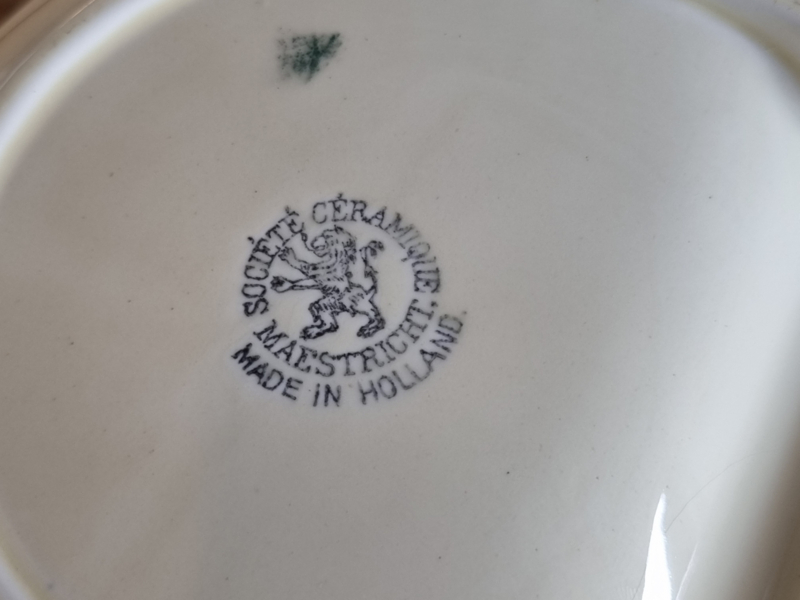 SOCIÉTÉ CÉRAMIQUE
MAESTRICHT.
MADE IN HOLLAND.